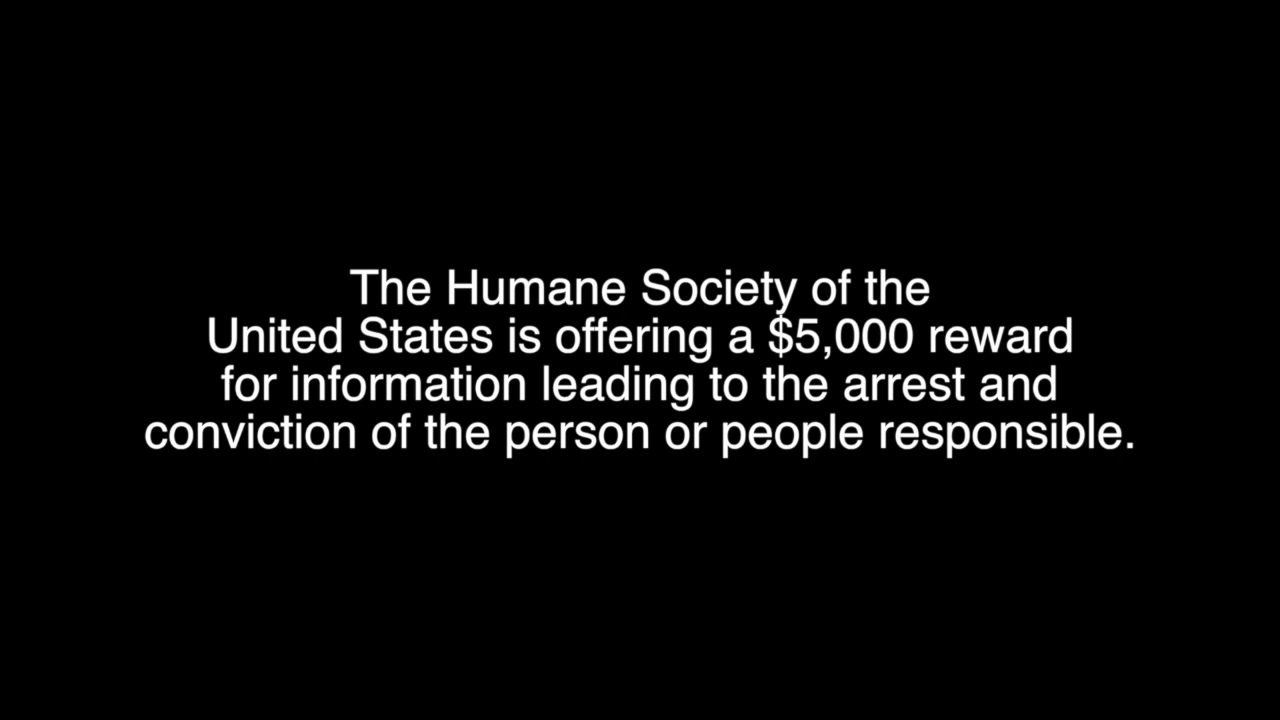 The Humane Society of the
United States is offering a $5,000 reward
for information leading to the arrest and
conviction of the person or people responsible.